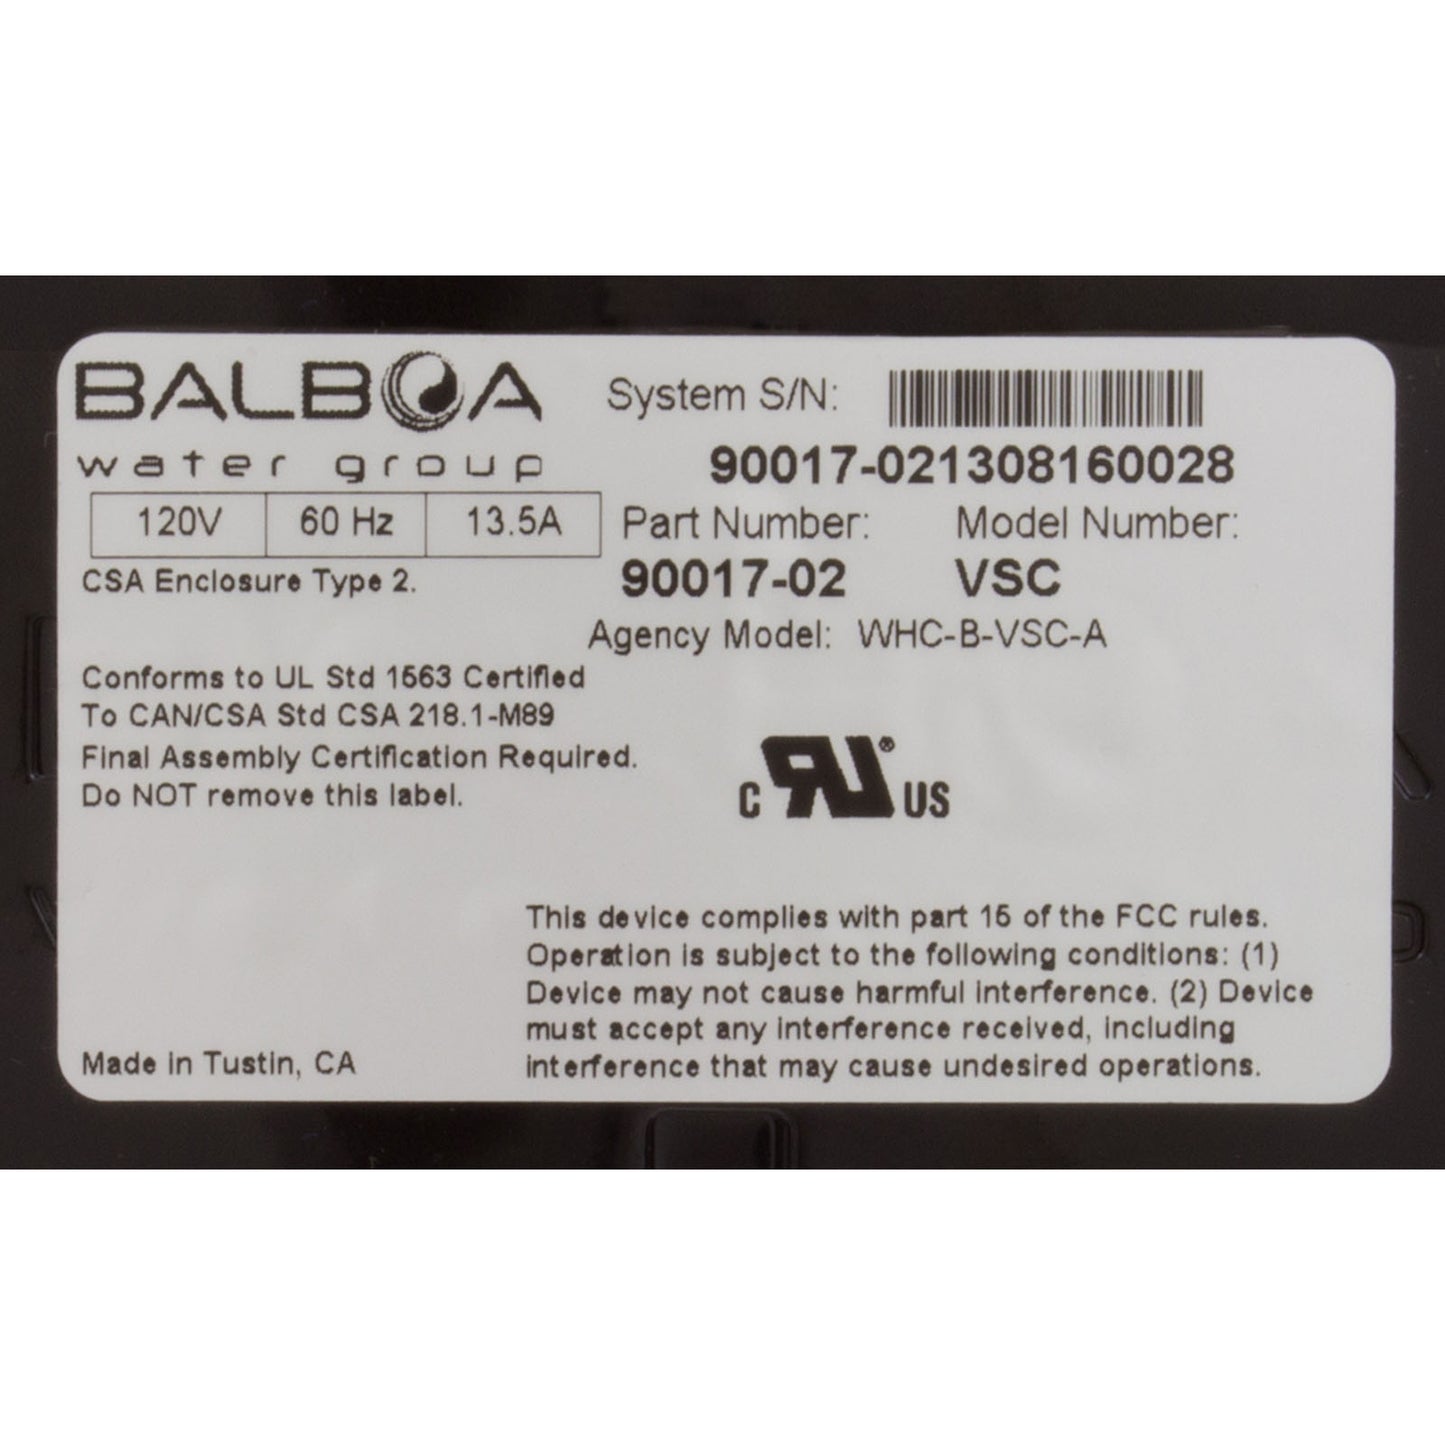 BALBOA
water group
System S/N:
90017-021308160028
120V 60 Hz 13.5A
Part Number: Model Number:
90017-02 VSC
CSA Enclosure Type 2.
Agency Model: WHC-B-VSC-A
Conforms to UL Std 1563 Certified
To CAN/CSA Std CSA 218.1-M89
Final Assembly Certification Required.
Do NOT remove this label.
C RU® US
This device complies with part 15 of the FCC rules.
Operation is subject to the following conditions: (1)
Device may not cause harmful interference. (2) Device
must accept any interference received, including
interference that may cause undesired operations.
Made in Tustin, CA